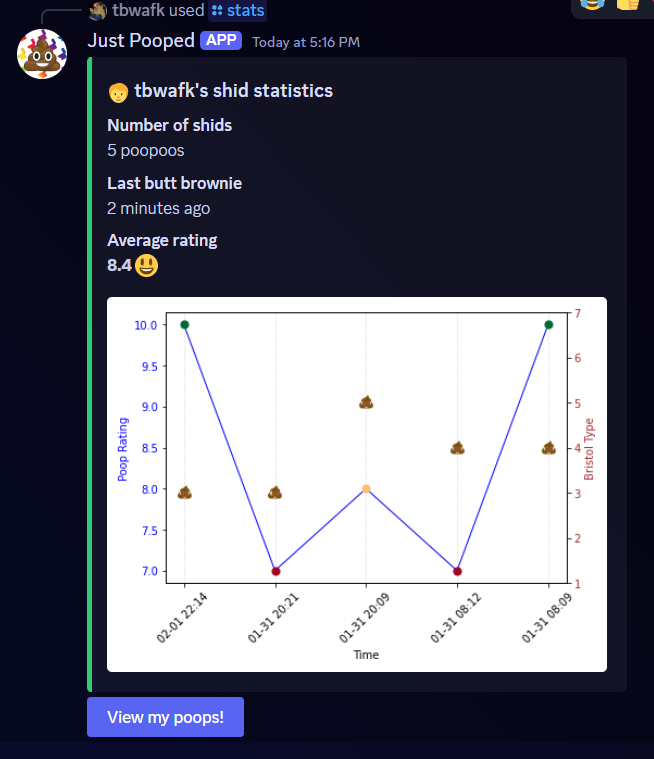 tbwafk used stats
Just Pooped APP Today at 5:16 PM
tbwafk's shid statistics
Number of shids
5 poopoos
Last butt brownie
2 minutes ago
Average rating
8.4
10.0
9.5
9.0
8.5
8.0
7.5
7.0
Poop Rating
7
6
5
4
3
2
1
Bristol Type
02-01 22:14
01-31 20:21
01-31 20:09
01-31 08:12
01-31 08:09
Time
View my poops!